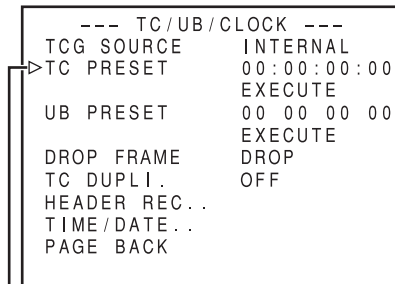 --- TC/UB/CLOCK ---
TCG SOURCE INTERNAL
▷TC PRESET 00:00:00:00
EXECUTE
UB PRESET 00 00 00 00
EXECUTE
DROP FRAME DROP
TC DUPLI. OFF
HEADER REC..
TIME/DATE..
PAGE BACK